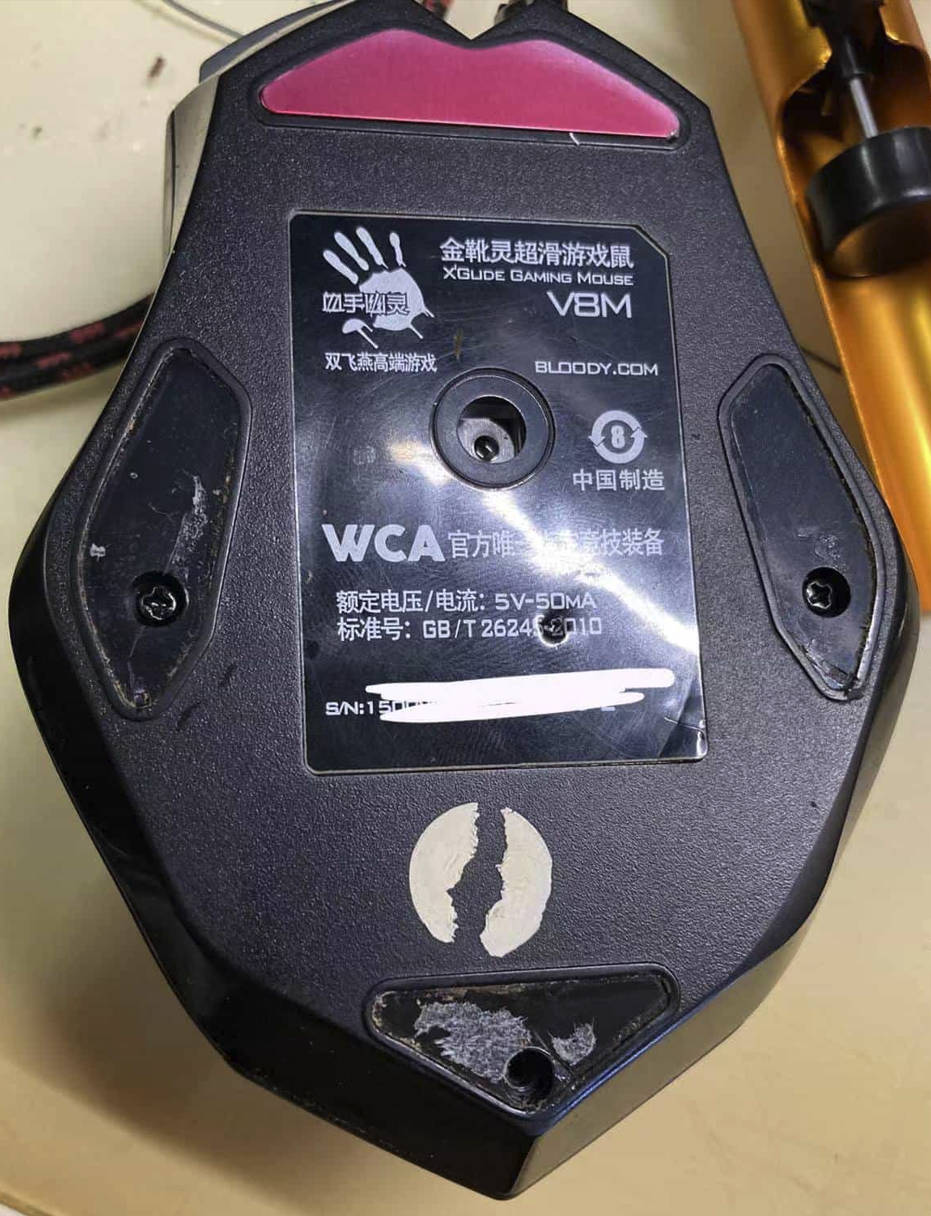 金靴灵超滑游戏鼠
X'GLIDE GAMING MOUSE
V8M
血手幽灵
双飞燕高端游戏
BLOODY.COM
8
中国制造
WCA 官方唯 竞技装备
额定电压/电流: 5V-50MA
标准号: GB/T 26245-2010
S/N:150